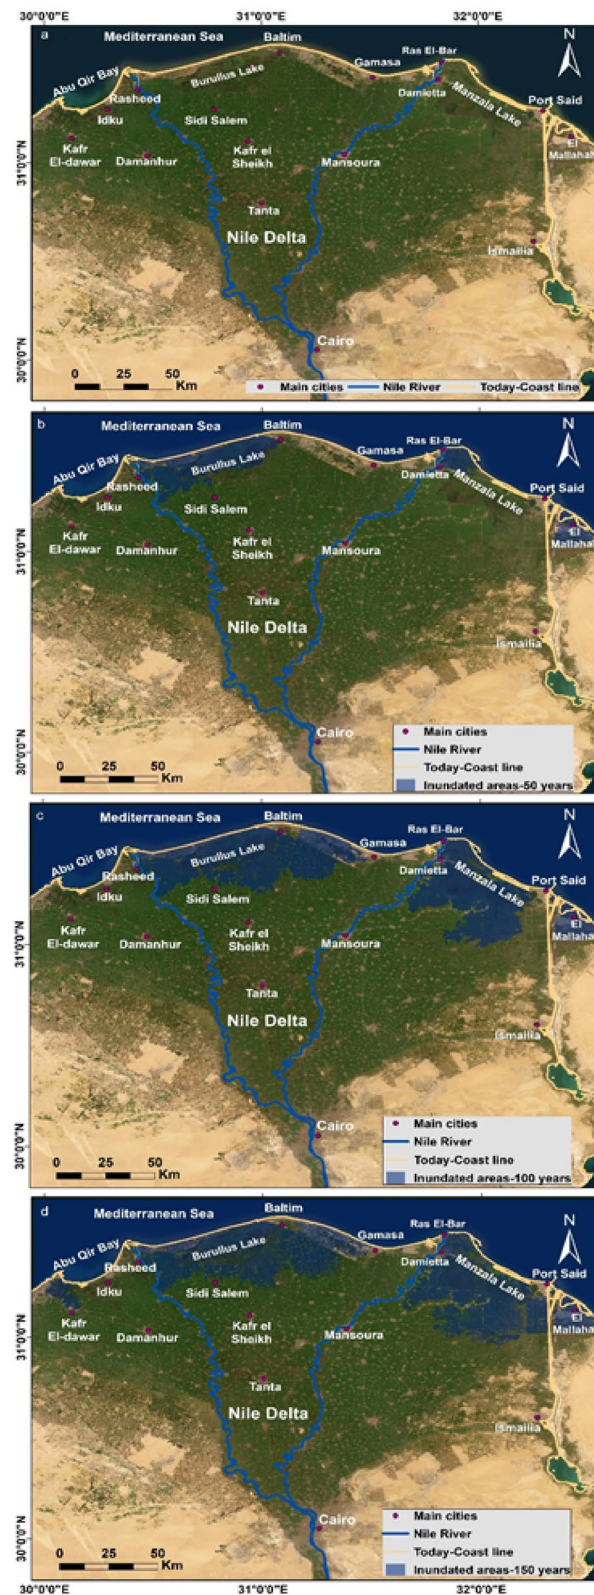 30°0'0"E 31°0'0"E 32°0'0"E
a
Mediterranean Sea
Baltim
Ras El-Bar
N
Gamasa
Abu Qir Bay
Burullus Lake
Rasheed
Damietta
Manzala Lake
Port Said
Idku
Sidi Salem
Kafr
El-dawar
Damanhur
Kafr el
Sheikh
Mansoura
El
Mallahah
31°0'0"N
Tanta
Nile Delta
Ismailia
Cairo
30°0'0"N
0 25 50
Km
Main cities Nile River Today-Coast line
b
Mediterranean Sea
Baltim
Ras El-Bar
N
Gamasa
Abu Qir Bay
Burullus Lake
Rasheed
Damietta
Manzala Lake
Port Said
Idku
Sidi Salem
Kafr
El-dawar
Damanhur
Kafr el
Sheikh
Mansoura
El
Mallahah
31°0'0"N
Tanta
Nile Delta
Ismailia
Cairo
30°0'0"N
0 25 50
Km
Main cities
Nile River
Today-Coast line
Inundated areas-50 years
c
Mediterranean Sea
Baltim
Ras El-Bar
N
Gamasa
Abu Qir Bay
Burullus Lake
Rasheed
Damietta
Manzala Lake
Port Said
Idku
Sidi Salem
Kafr
El-dawar
Damanhur
Kafr el
Sheikh
Mansoura
El
Mallahah
31°0'0"N
Tanta
Nile Delta
Ismailia
Cairo
30°0'0"N
0 25 50
Km
Main cities
Nile River
Today-Coast line
Inundated areas-100 years
d
Mediterranean Sea
Baltim
Ras El-Bar
N
Gamasa
Abu Qir Bay
Burullus Lake
Rasheed
Damietta
Manzala Lake
Port Said
Idku
Sidi Salem
Kafr
El-dawar
Damanhur
Kafr el
Sheikh
Mansoura
El
Mallahah
31°0'0"N
Tanta
Nile Delta
Ismailia
Cairo
30°0'0"N
0 25 50
Km
Main cities
Nile River
Today-Coast line
Inundated areas-150 years
30°0'0"E 31°0'0"E 32°0'0"E